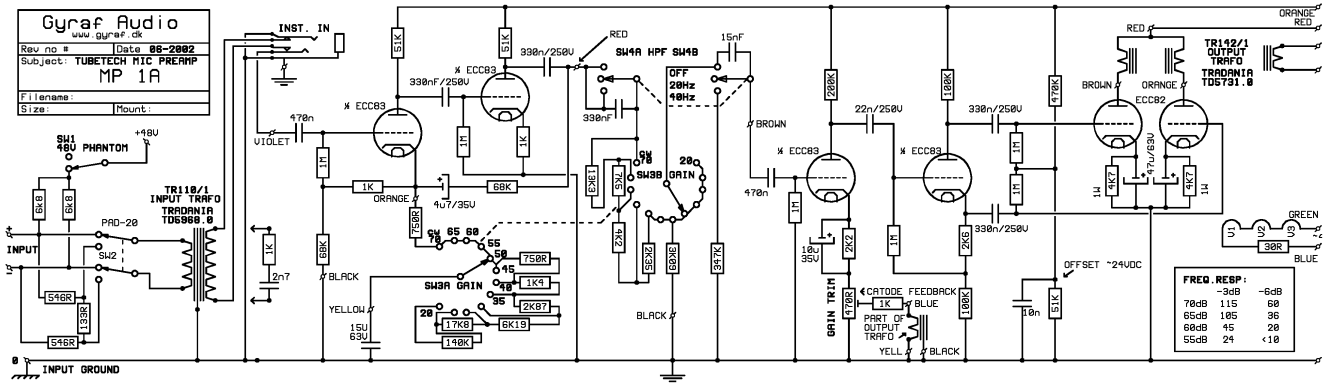 Gyraf Audio
www.gyraf.dk
Rev no #
Date 06-2002
Subject: TUBETECH MIC PREAMP
MP 1A
Filename:
Size:
Mount:
INST. IN
SW1
48V PHANTOM
+48V
6k8
6k8
PAD-20
SW2
INPUT
+
-
546R
133R
546R
0
INPUT GROUND
TR110/1
INPUT TRAFO
TRADANIA
TD5968.0
1K
2n7
VIOLET
470n
1M
68K
BLACK
1K
ORANGE
½ ECC83
51K
330nF/250V
½ ECC83
51K
1M
1K
330n/250V
RED
4u7/35V
68K
750R
CW
70
65
60
55
50
45
40
35
20
SW3A GAIN
750R
1K4
2K87
6K19
17K8
140K
YELLOW
15U
63V
SW4A HPF SW4B
OFF
20Hz
40Hz
330nF
15nF
13K3
7K5
4K2
CW
70
20
SW3B GAIN
2K35
3K09
BLACK
347K
BROWN
470n
1M
½ ECC83
200K
22n/250V
10u
35V
2K2
GAIN TRIM
470R
1K
CATODE FEEDBACK
BLUE
PART OF
OUTPUT
TRAFO
YELL
BLACK
1M
½ ECC83
100K
330n/250V
2K6
100K
330n/250V
1M
1M
470K
OFFSET ~24VDC
10n
51K
RED
BROWN
ORANGE
ECC82
4K7
1W
47u/63V
4K7
1W
ORANGE
RED
TR142/1
OUTPUT
TRAFO
TRADANIA
TD5731.0
V1
V2
V3
GREEN
30R
BLUE
FREQ.RESP:
-3dB -6dB
70dB 115 60
65dB 105 36
60dB 45 20
55dB 24 <10